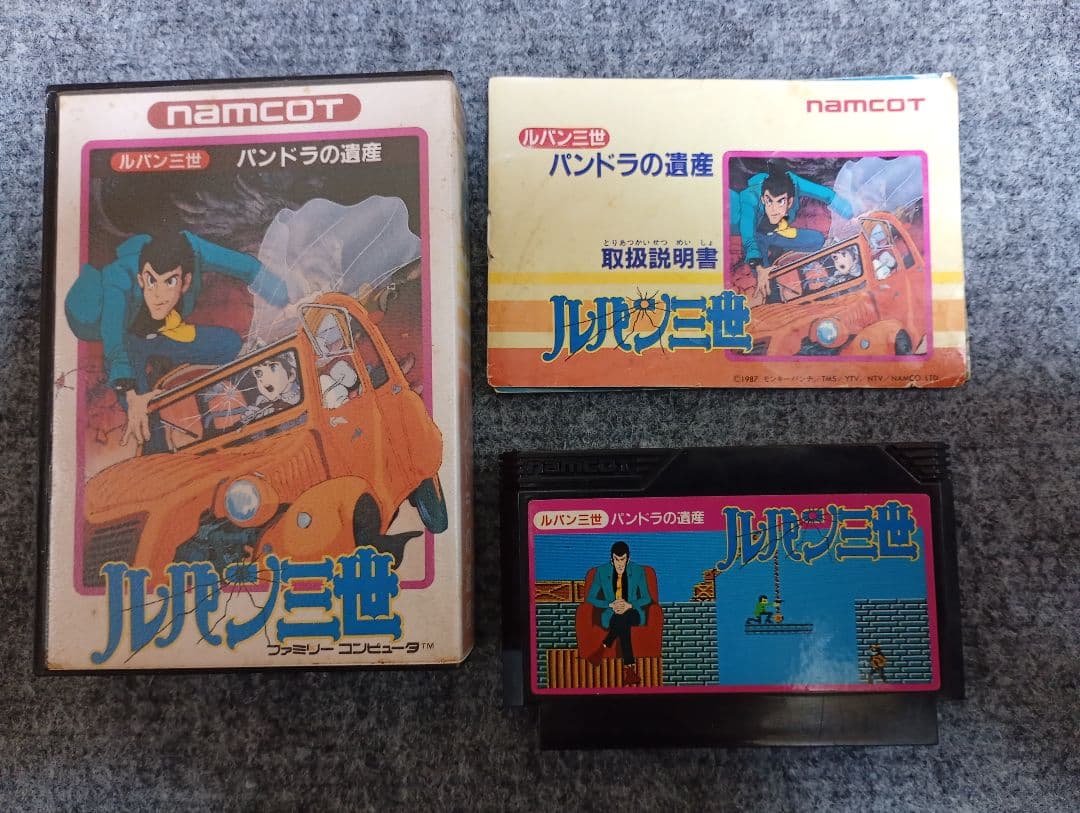 namcoT
ルパン三世 パンドラの遺産
ルパン三世
ファミリー コンピュータ™
namcoT
ルパン三世
パンドラの遺産
とりあつかいせつ めい しょ
取扱説明書
ルパン三世
©1987 モンキーパンチ/TMS/YTV, NTV/NAMCO LTD.
namcoT
ルパン三世 パンドラの遺産
ルパン三世